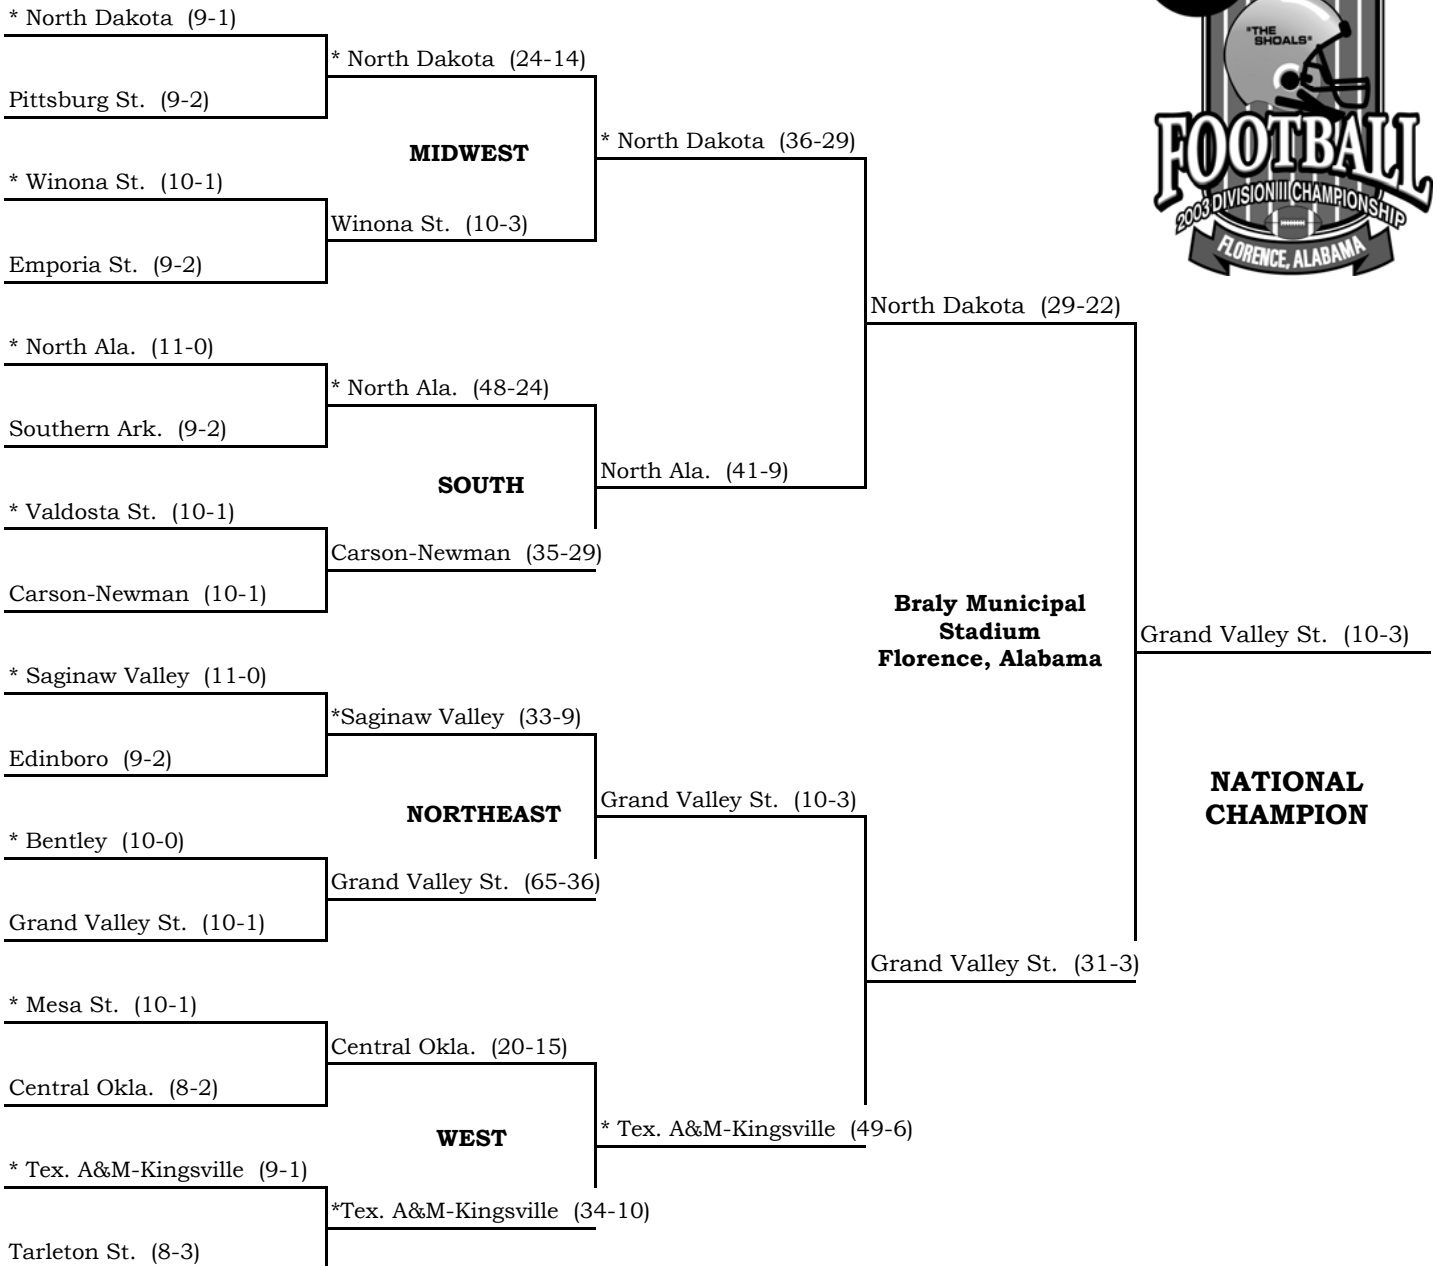 * North Dakota (9-1)
* North Dakota (24-14)
Pittsburg St. (9-2)
MIDWEST
* North Dakota (36-29)
* Winona St. (10-1)
Winona St. (10-3)
Emporia St. (9-2)
North Dakota (29-22)
* North Ala. (11-0)
* North Ala. (48-24)
Southern Ark. (9-2)
SOUTH
North Ala. (41-9)
* Valdosta St. (10-1)
Carson-Newman (35-29)
Carson-Newman (10-1)
Braly Municipal
Stadium
Florence, Alabama
Grand Valley St. (10-3)
NATIONAL
CHAMPION
* Saginaw Valley (11-0)
*Saginaw Valley (33-9)
Edinboro (9-2)
NORTHEAST
Grand Valley St. (10-3)
* Bentley (10-0)
Grand Valley St. (65-36)
Grand Valley St. (10-1)
Grand Valley St. (31-3)
* Mesa St. (10-1)
Central Okla. (20-15)
Central Okla. (8-2)
WEST
* Tex. A&M-Kingsville (49-6)
* Tex. A&M-Kingsville (9-1)
*Tex. A&M-Kingsville (34-10)
Tarleton St. (8-3)
"THE
SHOALS"
FOOTBALL
2003 DIVISION II CHAMPIONSHIP
FLORENCE, ALABAMA